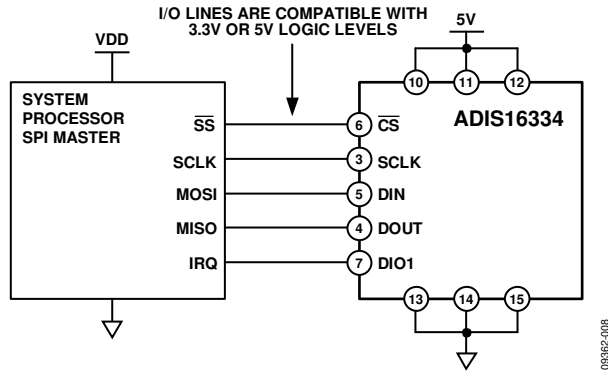 I/O LINES ARE COMPATIBLE WITH
3.3V OR 5V LOGIC LEVELS
VDD
5V
10 11 12
SYSTEM
PROCESSOR
SPI MASTER
ADIS16334
SS 6 CS
SCLK 3 SCLK
MOSI 5 DIN
MISO 4 DOUT
IRQ 7 DIO1
13 14 15
09362-008